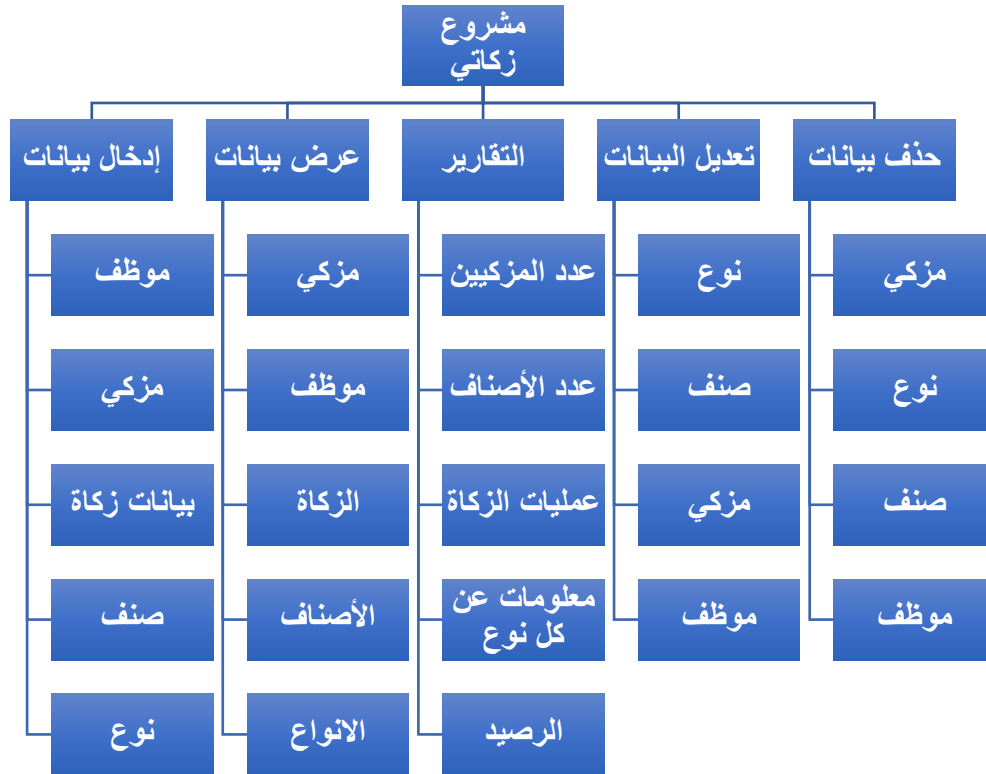 مشروع
زكاتي
حذف بيانات
تعديل البيانات
التقارير
عرض بيانات
إدخال بيانات
مزكي
نوع
صنف
موظف
نوع
صنف
مزكي
موظف
عدد المزكيين
عدد الأصناف
عمليات الزكاة
معلومات عن
كل نوع
الرصيد
مزكي
موظف
الزكاة
الأصناف
الانواع
موظف
مزكي
بيانات زكاة
صنف
نوع